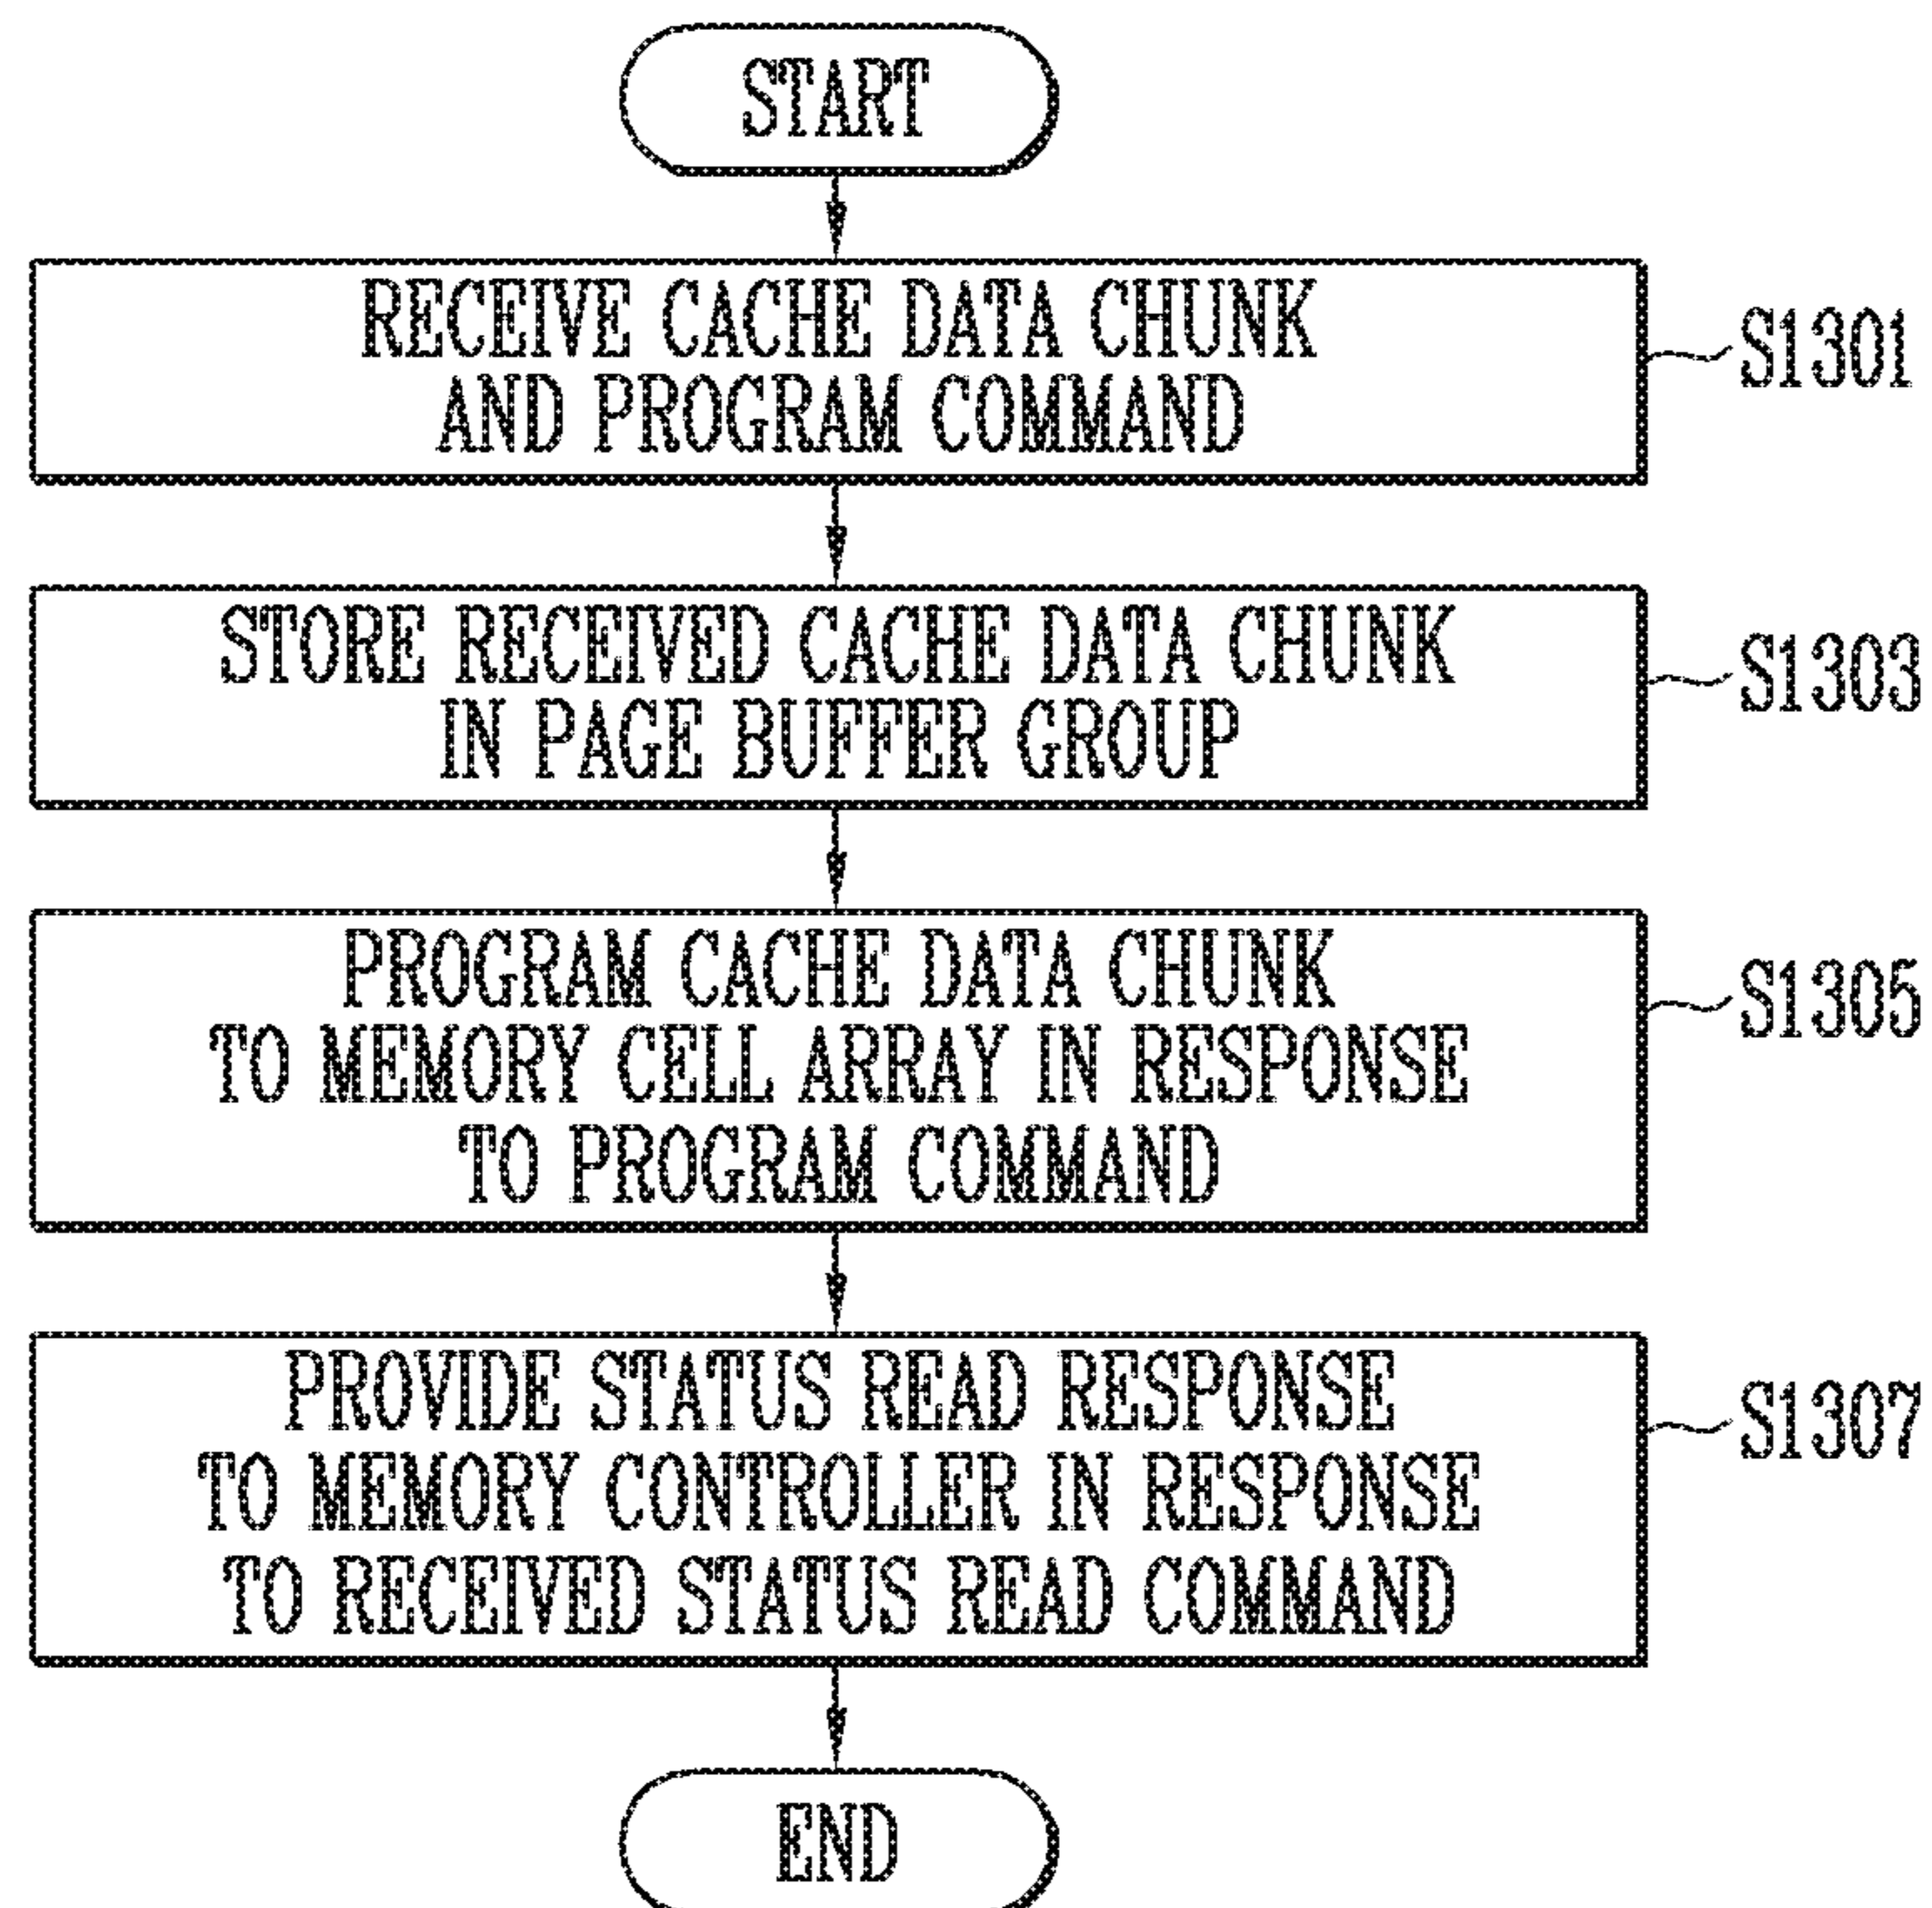 START
RECEIVE CACHE DATA CHUNK
AND PROGRAM COMMAND
S1301
STORE RECEIVED CACHE DATA CHUNK
IN PAGE BUFFER GROUP
S1303
PROGRAM CACHE DATA CHUNK
TO MEMORY CELL ARRAY IN RESPONSE
TO PROGRAM COMMAND
S1305
PROVIDE STATUS READ RESPONSE
TO MEMORY CONTROLLER IN RESPONSE
TO RECEIVED STATUS READ COMMAND
S1307
END